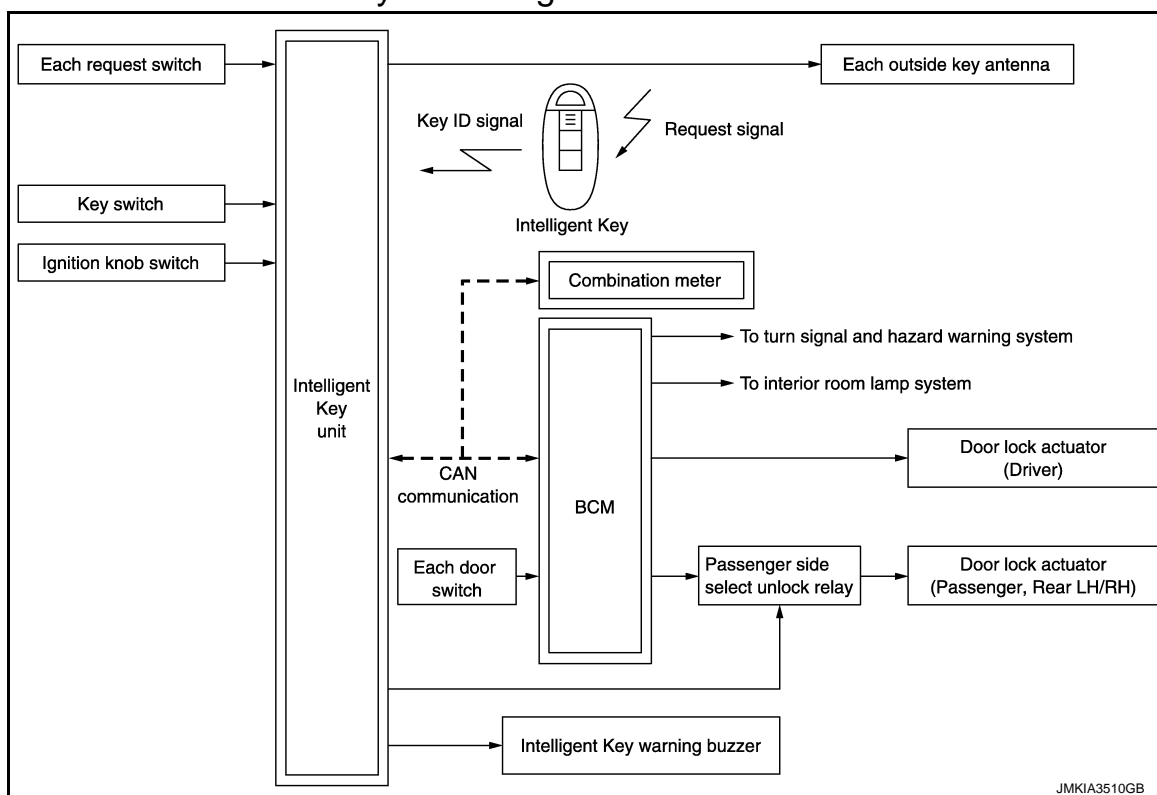 Each request switch
Each outside key antenna
Key ID signal
Request signal
Key switch
Intelligent Key
Ignition knob switch
Combination meter
To turn signal and hazard warning system
To interior room lamp system
Intelligent
Key
unit
CAN
communication
BCM
Door lock actuator
(Driver)
Each door
switch
Passenger side
select unlock relay
Door lock actuator
(Passenger, Rear LH/RH)
Intelligent Key warning buzzer
JMKIA3510GB